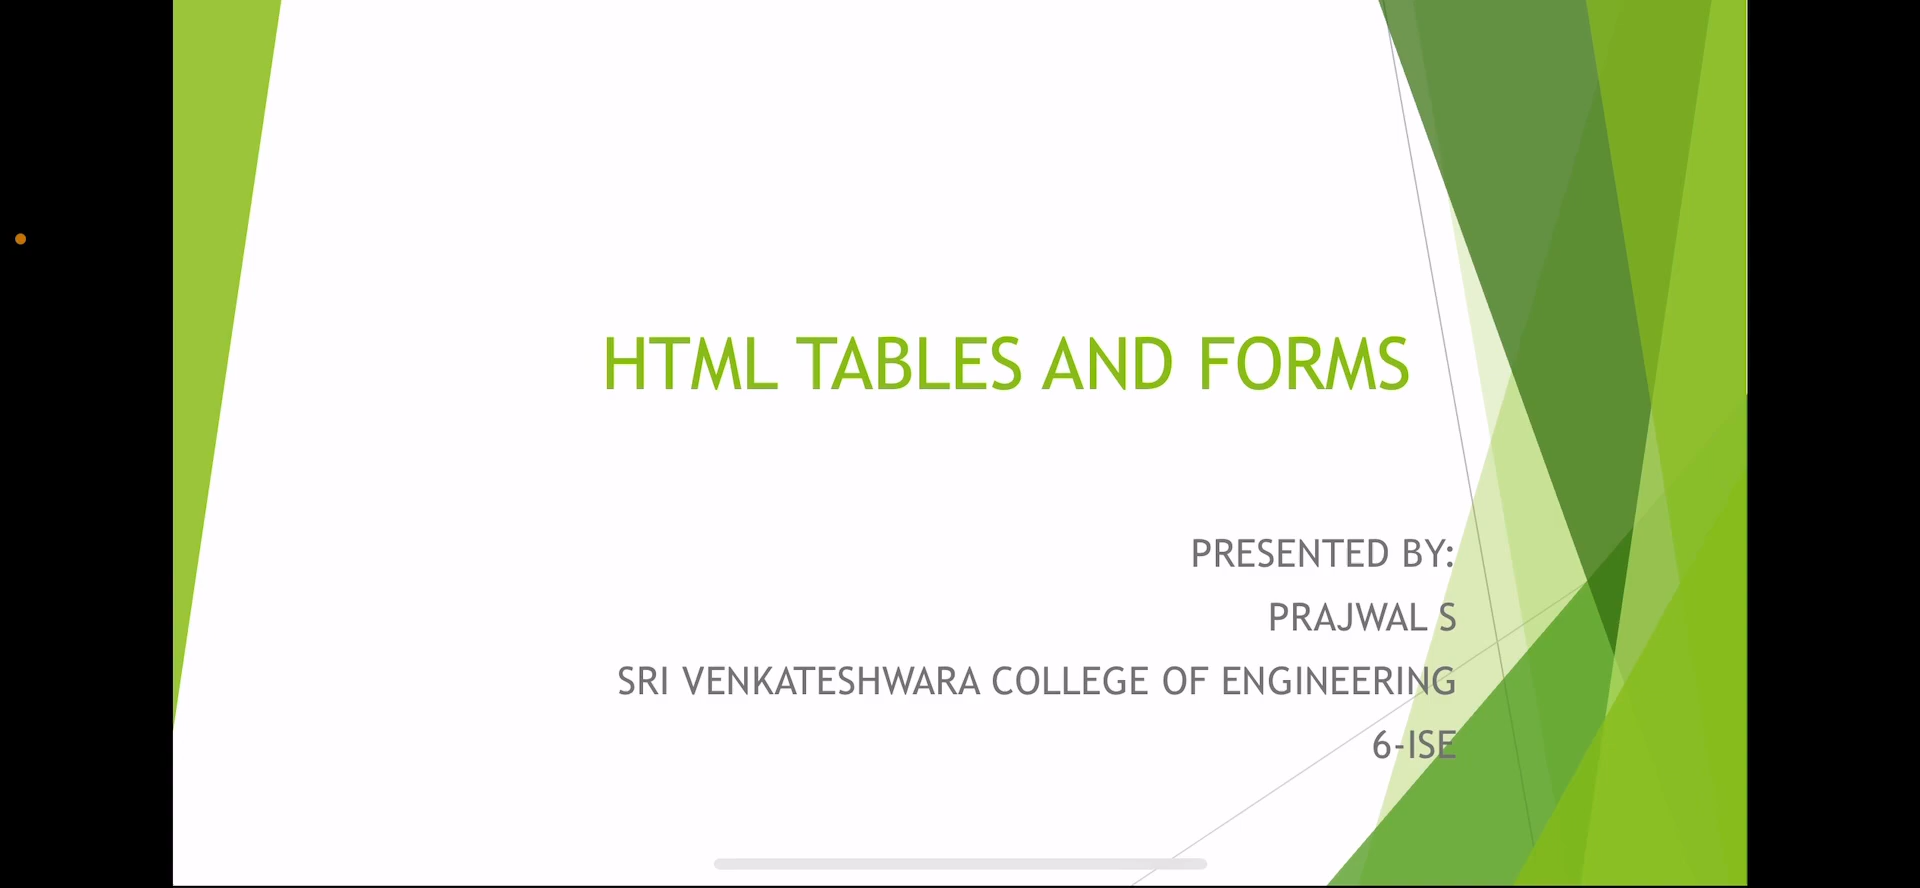 HTML TABLES AND FORMS
PRESENTED BY:
PRAJWAL S
SRI VENKATESHWARA COLLEGE OF ENGINEERING
6-ISE